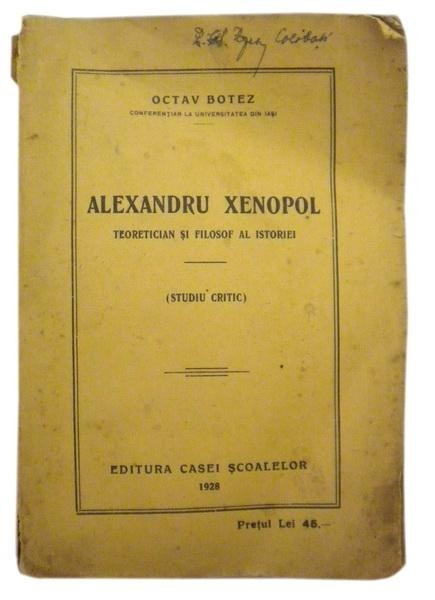 Colibași
OCTAV BOTEZ
CONFERENȚIAR LA UNIVERSITATEA DIN IAȘI
ALEXANDRU XENOPOL
TEORETICIAN ȘI FILOSOF AL ISTORIEI
(STUDIU CRITIC)
EDITURA CASEI ȘCOALELOR
1928
Prețul Lei 45.—